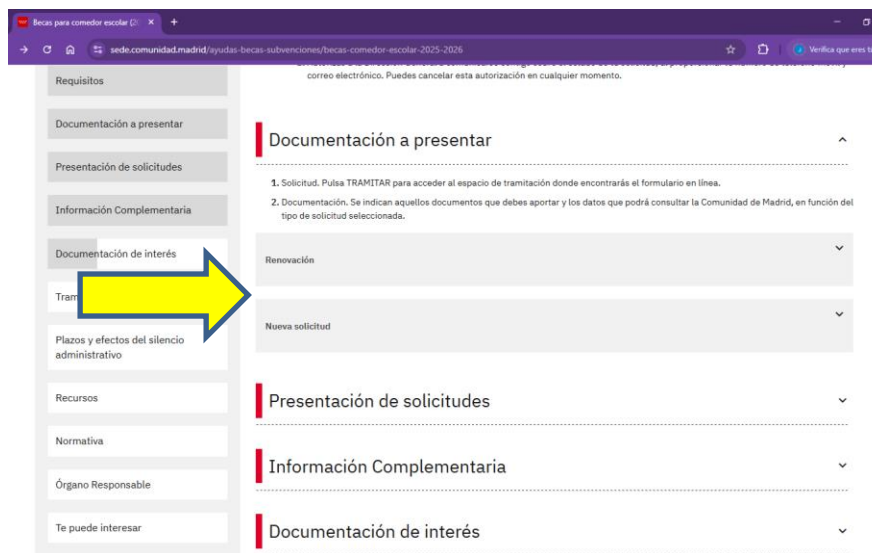 Becas para comedor escolar (2
sede.comunidad.madrid/ayudas-becas-subvenciones/becas-comedor-escolar-2025-2026
Verifica que eres
Requisitos
Documentación a presentar
Presentación de solicitudes
Información Complementaria
Documentación de interés
Tram
Plazos y efectos del silencio
administrativo
Recursos
Normativa
Órgano Responsable
Te puede interesar
correo electrónico. Puedes cancelar esta autorización en cualquier momento.
Documentación a presentar
1. Solicitud. Pulsa TRAMITAR para acceder al espacio de tramitación donde encontrarás el formulario en línea.
2. Documentación. Se indican aquellos documentos que debes aportar y los datos que podrá consultar la Comunidad de Madrid, en función del
tipo de solicitud seleccionada.
Renovación
Nueva solicitud
Presentación de solicitudes
Información Complementaria
Documentación de interés